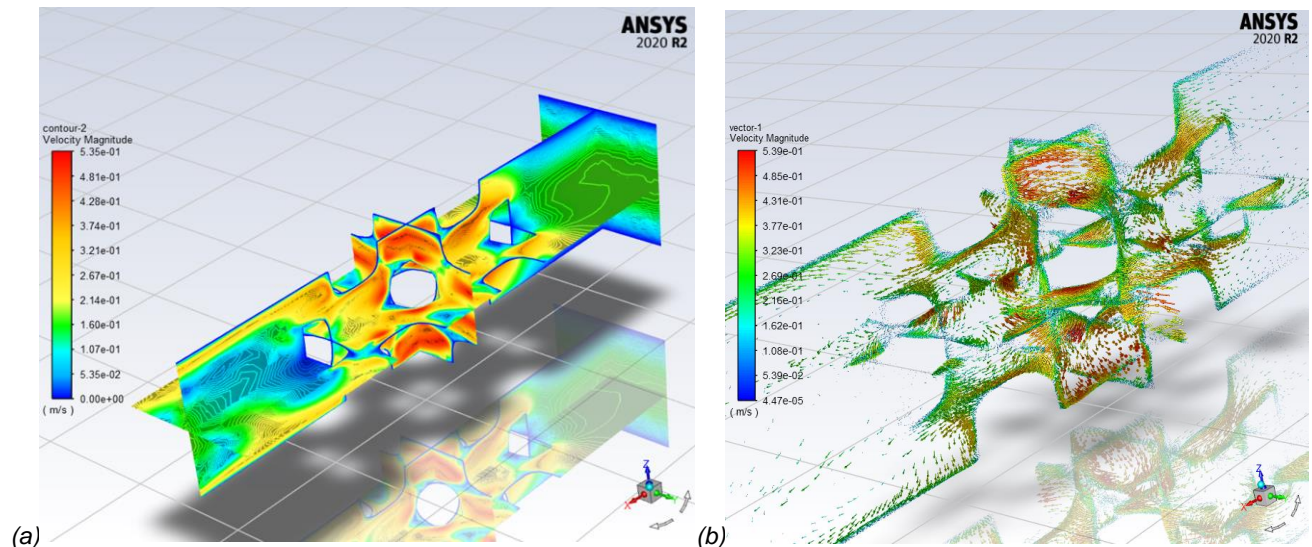 ANSYS
2020 R2
contour-2
Velocity Magnitude
5.35e-01
4.81e-01
4.28e-01
3.74e-01
3.21e-01
2.67e-01
2.14e-01
1.60e-01
1.07e-01
5.35e-02
0.00e+00
( m/s )
Z
Y
X
(a)
ANSYS
2020 R2
vector-1
Velocity Magnitude
5.39e-01
4.85e-01
4.31e-01
3.77e-01
3.23e-01
2.69e-01
2.16e-01
1.62e-01
1.08e-01
5.39e-02
4.47e-05
( m/s )
Z
X
(b)